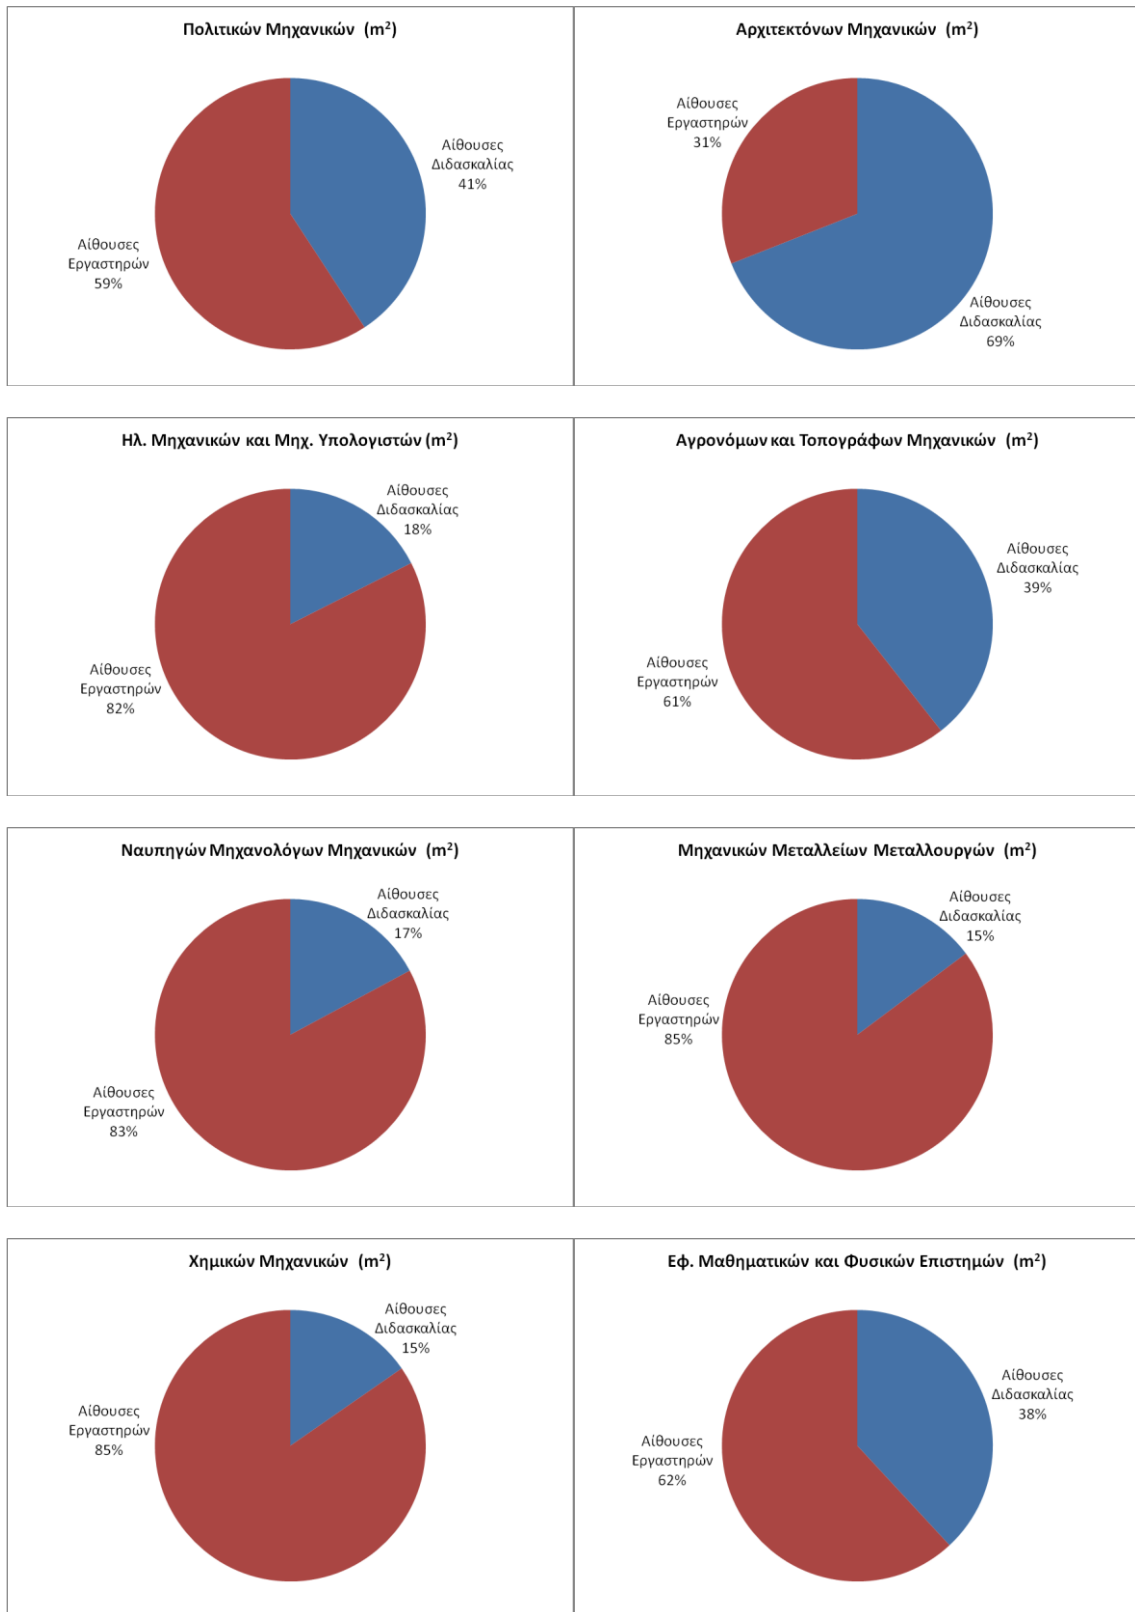 Πολιτικών Μηχανικών (m²)
Αίθουσες
Διδασκαλίας
41%
Αίθουσες
Εργαστηρών
59%
Αρχιτεκτόνων Μηχανικών (m²)
Αίθουσες
Εργαστηρών
31%
Αίθουσες
Διδασκαλίας
69%
Ηλ. Μηχανικών και Μηχ. Υπολογιστών (m²)
Αίθουσες
Διδασκαλίας
18%
Αίθουσες
Εργαστηρών
82%
Αγρονόμων και Τοπογράφων Μηχανικών (m²)
Αίθουσες
Διδασκαλίας
39%
Αίθουσες
Εργαστηρών
61%
Ναυπηγών Μηχανολόγων Μηχανικών (m²)
Αίθουσες
Διδασκαλίας
17%
Αίθουσες
Εργαστηρών
83%
Μηχανικών Μεταλλείων Μεταλλουργών (m²)
Αίθουσες
Διδασκαλίας
15%
Αίθουσες
Εργαστηρών
85%
Χημικών Μηχανικών (m²)
Αίθουσες
Διδασκαλίας
15%
Αίθουσες
Εργαστηρών
85%
Εφ. Μαθηματικών και Φυσικών Επιστημών (m²)
Αίθουσες
Διδασκαλίας
38%
Αίθουσες
Εργαστηρών
62%